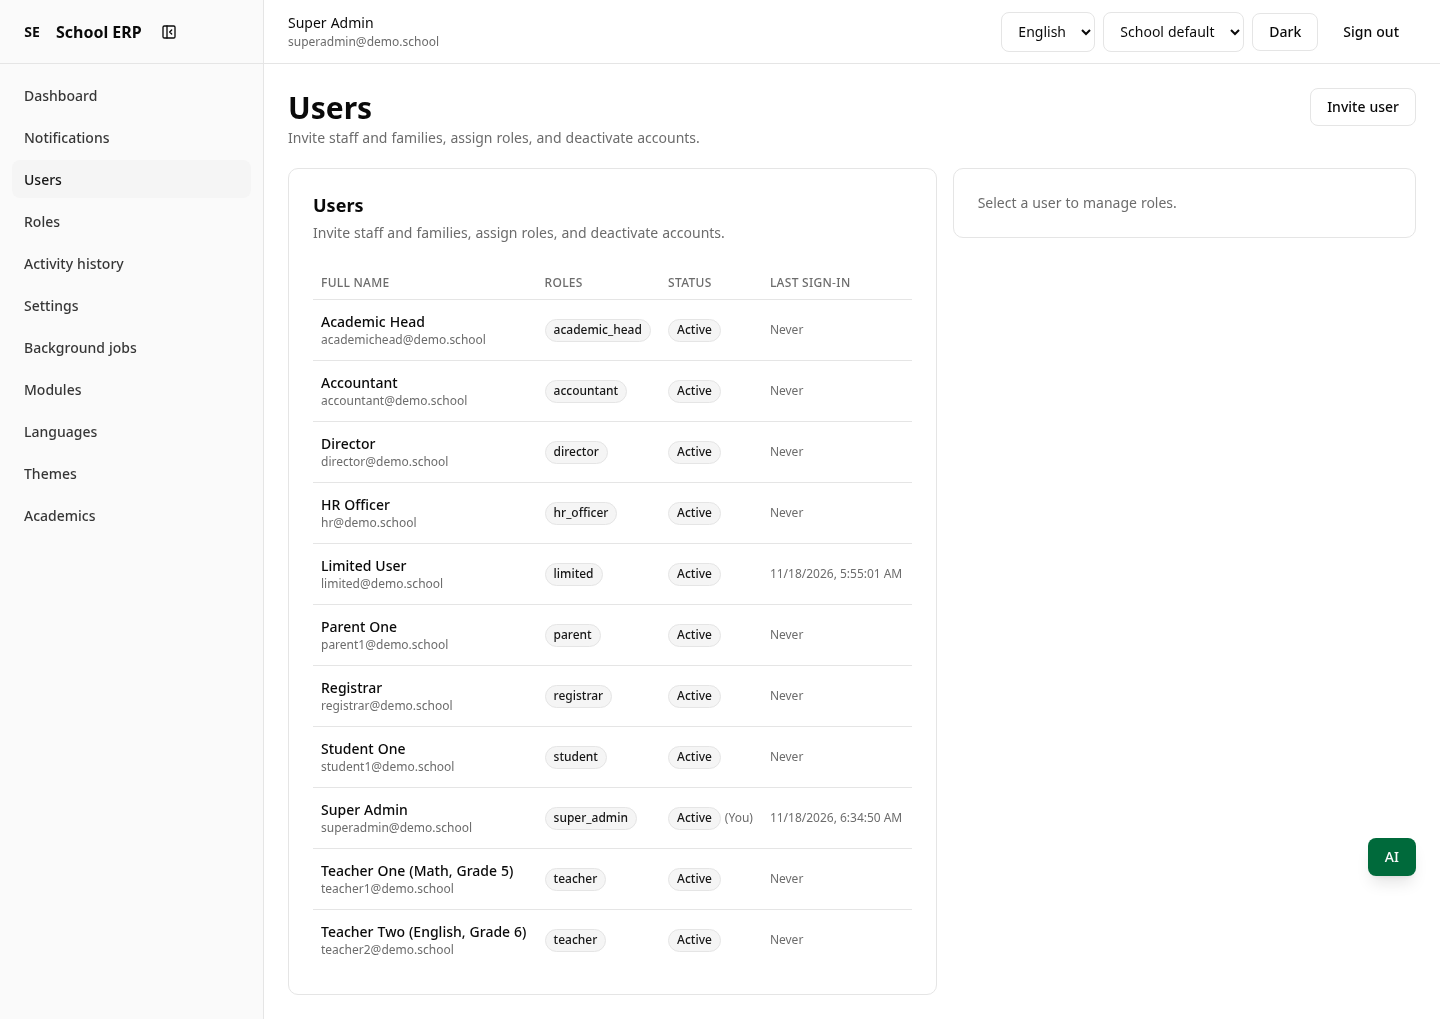 SE School ERP
Super Admin
superadmin@demo.school
English School default Dark Sign out
Dashboard
Notifications
Users
Roles
Activity history
Settings
Background jobs
Modules
Languages
Themes
Academics
Users
Invite staff and families, assign roles, and deactivate accounts.
Invite user
Users
Invite staff and families, assign roles, and deactivate accounts.
FULL NAME ROLES STATUS LAST SIGN-IN
Academic Head
academichead@demo.school
academic_head Active Never
Accountant
accountant@demo.school
accountant Active Never
Director
director@demo.school
director Active Never
HR Officer
hr@demo.school
hr_officer Active Never
Limited User
limited@demo.school
limited Active 11/18/2026, 5:55:01 AM
Parent One
parent1@demo.school
parent Active Never
Registrar
registrar@demo.school
registrar Active Never
Student One
student1@demo.school
student Active Never
Super Admin
superadmin@demo.school
super_admin Active (You) 11/18/2026, 6:34:50 AM
Teacher One (Math, Grade 5)
teacher1@demo.school
teacher Active Never
Teacher Two (English, Grade 6)
teacher2@demo.school
teacher Active Never
Select a user to manage roles.
AI